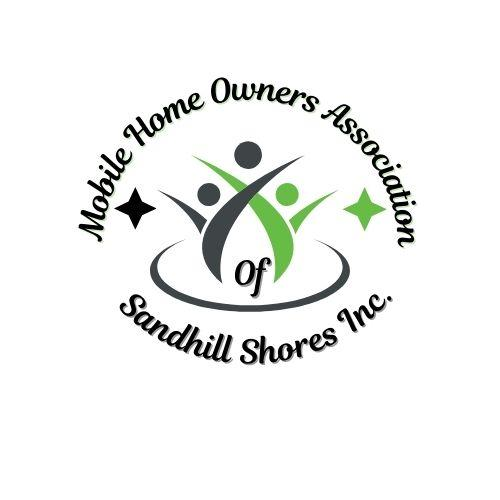 Mobile Home Owners Association
Of
Sandhill Shores Inc.